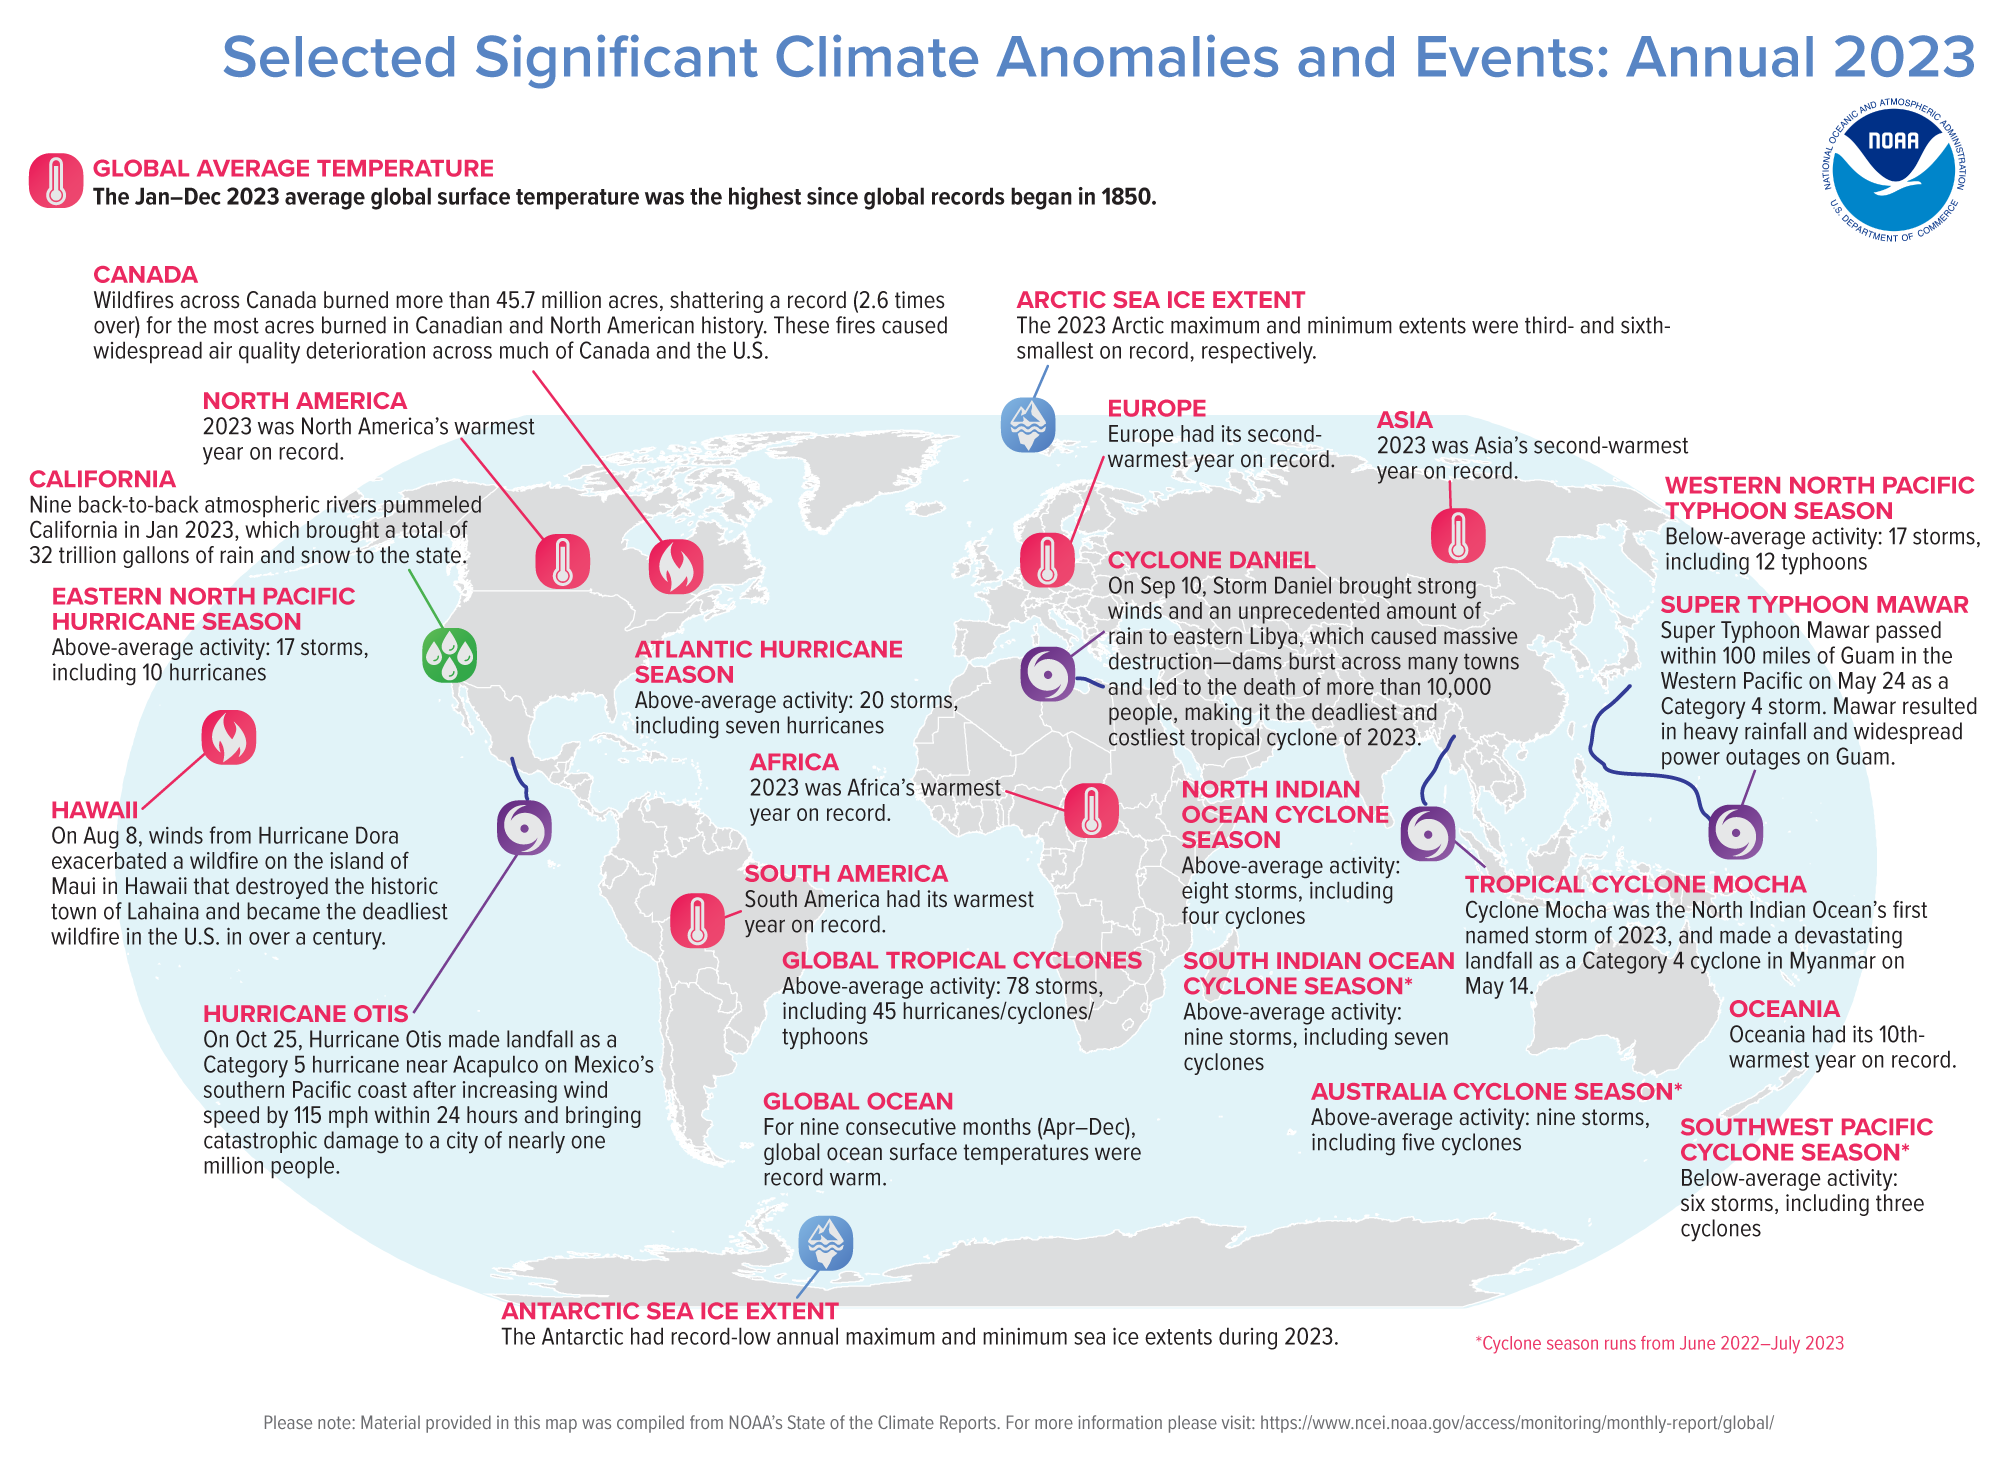 Selected Significant Climate Anomalies and Events: Annual 2023
NATIONAL OCEANIC AND ATMOSPHERIC ADMINISTRATION
NOAA
U.S. DEPARTMENT OF COMMERCE
GLOBAL AVERAGE TEMPERATURE
The Jan–Dec 2023 average global surface temperature was the highest since global records began in 1850.
CANADA
Wildfires across Canada burned more than 45.7 million acres, shattering a record (2.6 times
over) for the most acres burned in Canadian and North American history. These fires caused
widespread air quality deterioration across much of Canada and the U.S.
ARCTIC SEA ICE EXTENT
The 2023 Arctic maximum and minimum extents were third- and sixth-
smallest on record, respectively.
NORTH AMERICA
2023 was North America's warmest
year on record.
EUROPE
Europe had its second-
warmest year on record.
ASIA
2023 was Asia's second-warmest
year on record.
CALIFORNIA
Nine back-to-back atmospheric rivers pummeled
California in Jan 2023, which brought a total of
32 trillion gallons of rain and snow to the state.
WESTERN NORTH PACIFIC
TYPHOON SEASON
Below-average activity: 17 storms,
including 12 typhoons
CYCLONE DANIEL
On Sep 10, Storm Daniel brought strong
winds and an unprecedented amount of
rain to eastern Libya, which caused massive
destruction—dams burst across many towns
and led to the death of more than 10,000
people, making it the deadliest and
costliest tropical cyclone of 2023.
EASTERN NORTH PACIFIC
HURRICANE SEASON
Above-average activity: 17 storms,
including 10 hurricanes
SUPER TYPHOON MAWAR
Super Typhoon Mawar passed
within 100 miles of Guam in the
Western Pacific on May 24 as a
Category 4 storm. Mawar resulted
in heavy rainfall and widespread
power outages on Guam.
ATLANTIC HURRICANE
SEASON
Above-average activity: 20 storms,
including seven hurricanes
AFRICA
2023 was Africa's warmest
year on record.
NORTH INDIAN
OCEAN CYCLONE
SEASON
Above-average activity:
eight storms, including
four cyclones
HAWAII
On Aug 8, winds from Hurricane Dora
exacerbated a wildfire on the island of
Maui in Hawaii that destroyed the historic
town of Lahaina and became the deadliest
wildfire in the U.S. in over a century.
SOUTH AMERICA
South America had its warmest
year on record.
TROPICAL CYCLONE MOCHA
Cyclone Mocha was the North Indian Ocean's first
named storm of 2023, and made a devastating
landfall as a Category 4 cyclone in Myanmar on
May 14.
GLOBAL TROPICAL CYCLONES
Above-average activity: 78 storms,
including 45 hurricanes/cyclones/
typhoons
SOUTH INDIAN OCEAN
CYCLONE SEASON*
Above-average activity:
nine storms, including seven
cyclones
OCEANIA
Oceania had its 10th-
warmest year on record.
HURRICANE OTIS
On Oct 25, Hurricane Otis made landfall as a
Category 5 hurricane near Acapulco on Mexico's
southern Pacific coast after increasing wind
speed by 115 mph within 24 hours and bringing
catastrophic damage to a city of nearly one
million people.
GLOBAL OCEAN
For nine consecutive months (Apr–Dec),
global ocean surface temperatures were
record warm.
AUSTRALIA CYCLONE SEASON*
Above-average activity: nine storms,
including five cyclones
SOUTHWEST PACIFIC
CYCLONE SEASON*
Below-average activity:
six storms, including three
cyclones
ANTARCTIC SEA ICE EXTENT
The Antarctic had record-low annual maximum and minimum sea ice extents during 2023.
*Cyclone season runs from June 2022–July 2023
Please note: Material provided in this map was compiled from NOAA's State of the Climate Reports. For more information please visit: https://www.ncei.noaa.gov/access/monitoring/monthly-report/global/